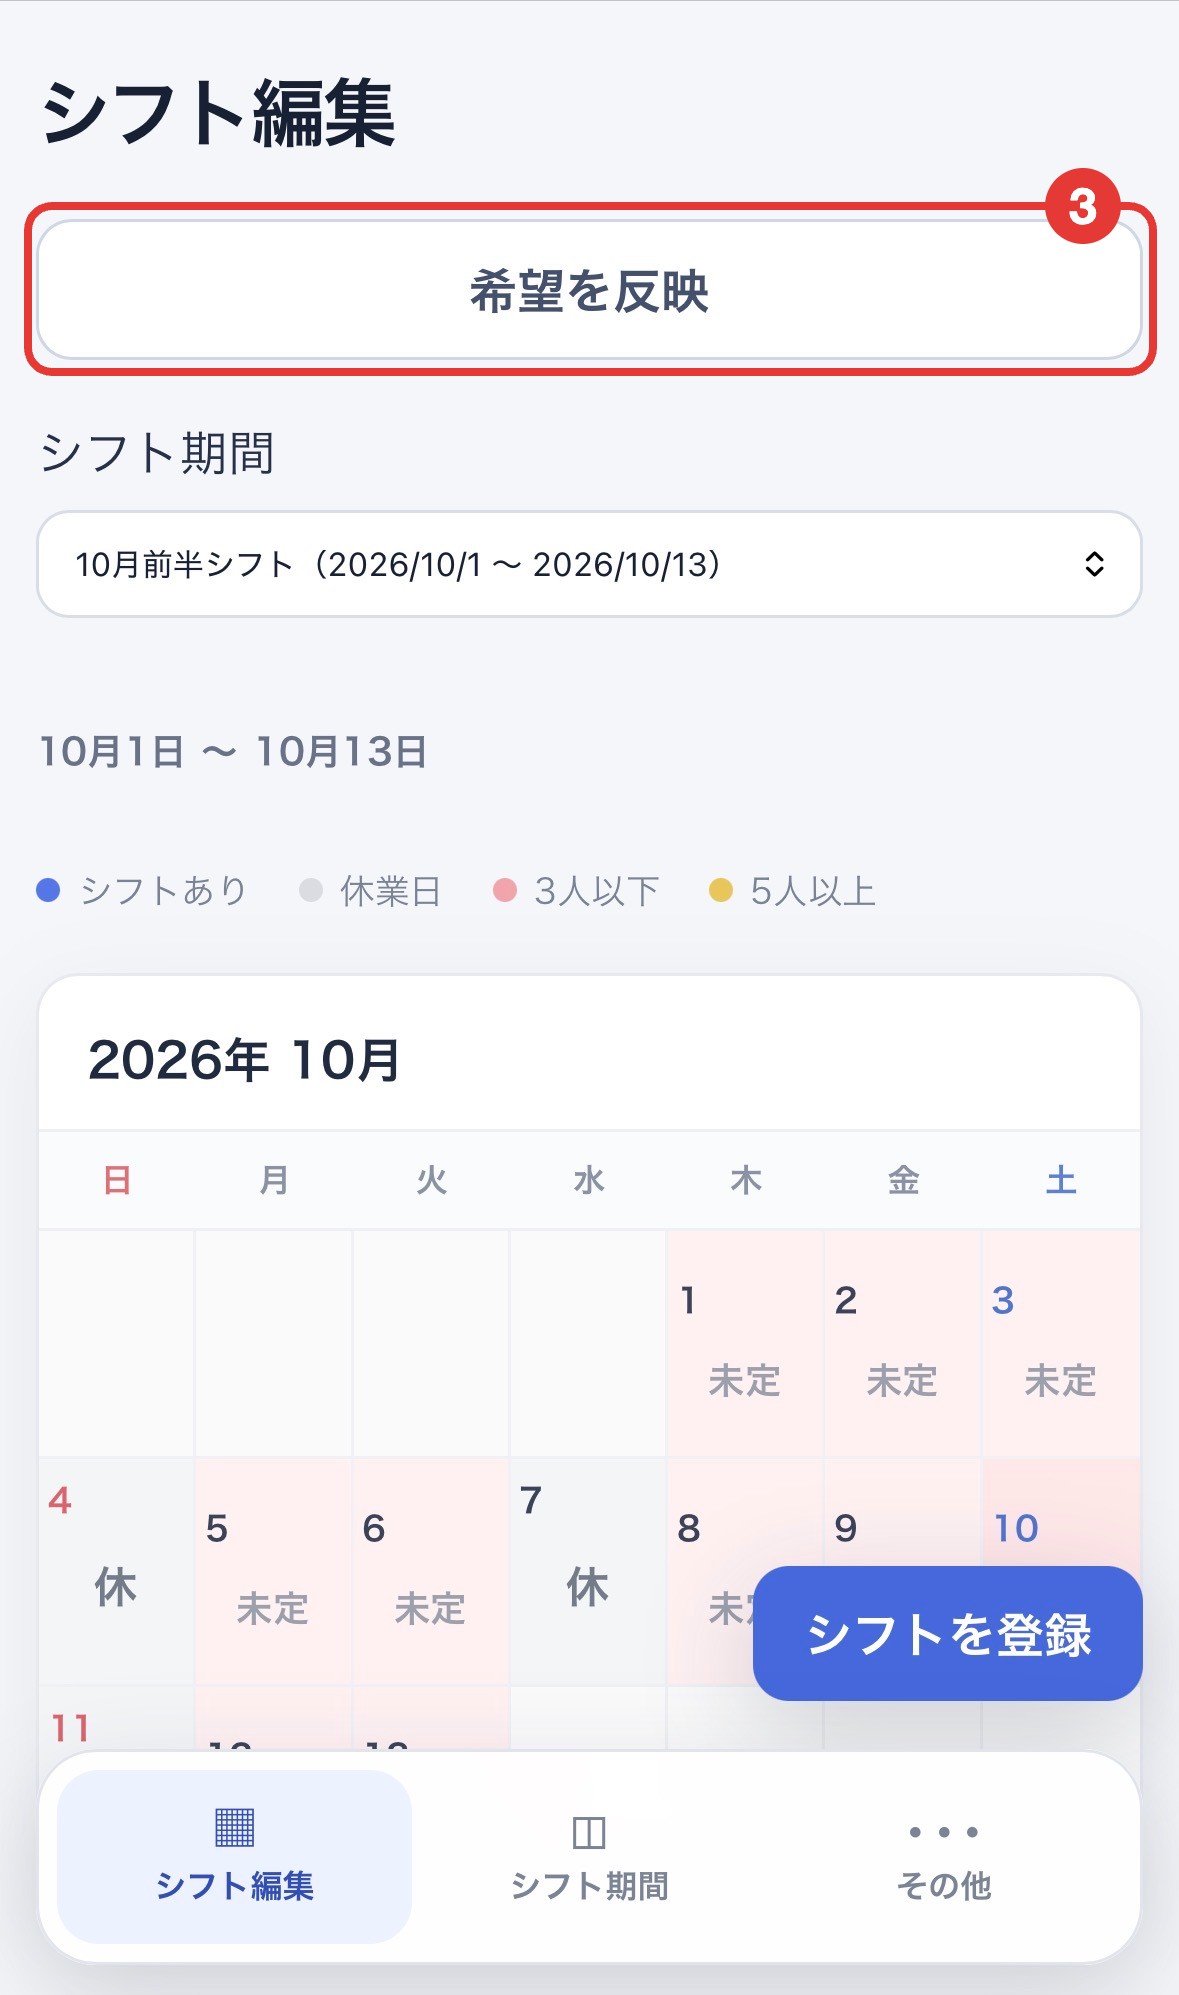 シフト編集
3
希望を反映
シフト期間
10月前半シフト（2026/10/1 〜 2026/10/13）
10月1日 〜 10月13日
シフトあり 休業日 3人以下 5人以上
2026年 10月
日 月 火 水 木 金 土
1 2 3
未定 未定 未定
4 5 6 7 8 9 10
休 未定 未定 休 未
シフトを登録
11
シフト編集 シフト期間 その他